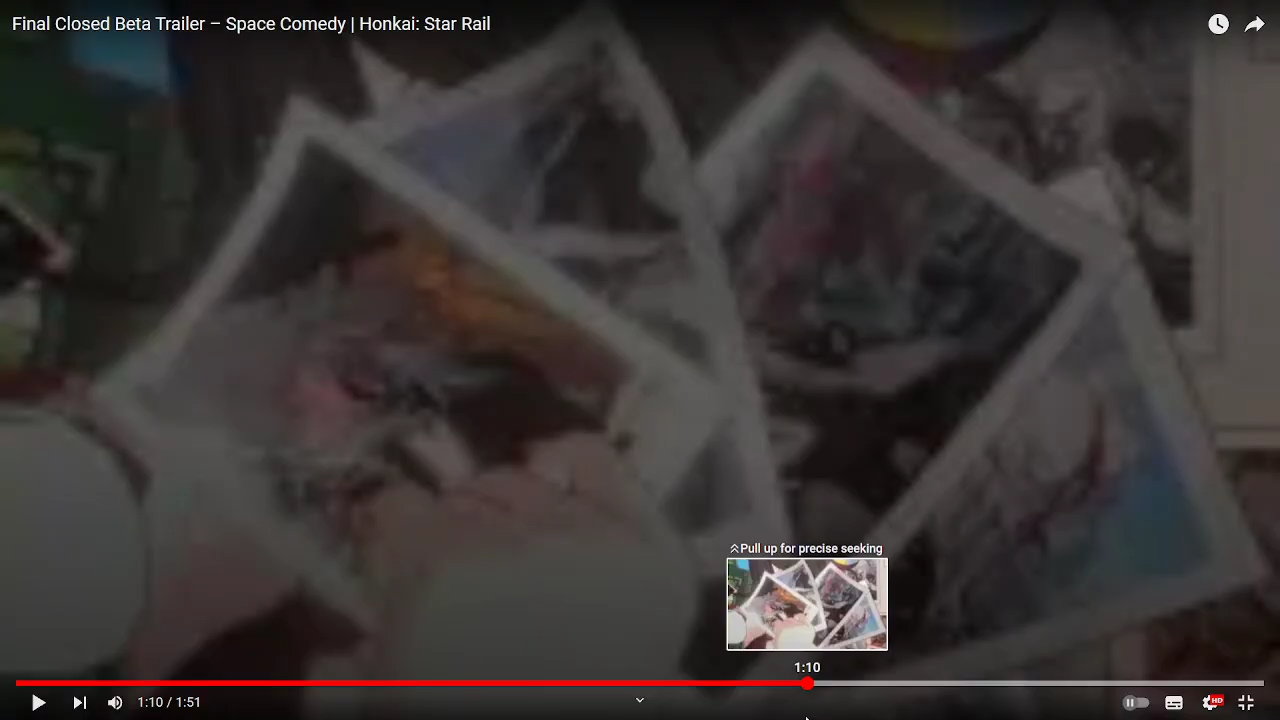 Final Closed Beta Trailer – Space Comedy | Honkai: Star Rail
Pull up for precise seeking
1:10
1:10 / 1:51
HD